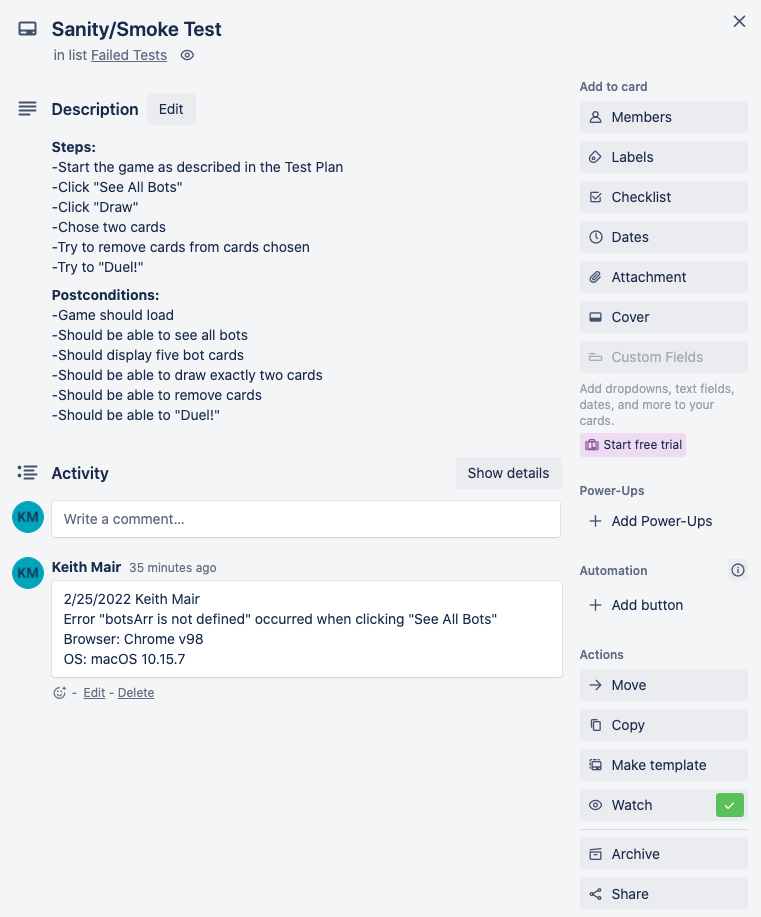 Sanity/Smoke Test
in list Failed Tests
Description
Edit
Steps:
-Start the game as described in the Test Plan
-Click "See All Bots"
-Click "Draw"
-Chose two cards
-Try to remove cards from cards chosen
-Try to "Duel!"
Postconditions:
-Game should load
-Should be able to see all bots
-Should display five bot cards
-Should be able to draw exactly two cards
-Should be able to remove cards
-Should be able to "Duel!"
Activity
Show details
KM
Write a comment...
KM
Keith Mair 35 minutes ago
2/25/2022 Keith Mair
Error "botsArr is not defined" occurred when clicking "See All Bots"
Browser: Chrome v98
OS: macOS 10.15.7
- Edit - Delete
Add to card
Members
Labels
Checklist
Dates
Attachment
Cover
Custom Fields
Add dropdowns, text fields,
dates, and more to your
cards.
Start free trial
Power-Ups
Add Power-Ups
Automation
Add button
Actions
Move
Copy
Make template
Watch
Archive
Share